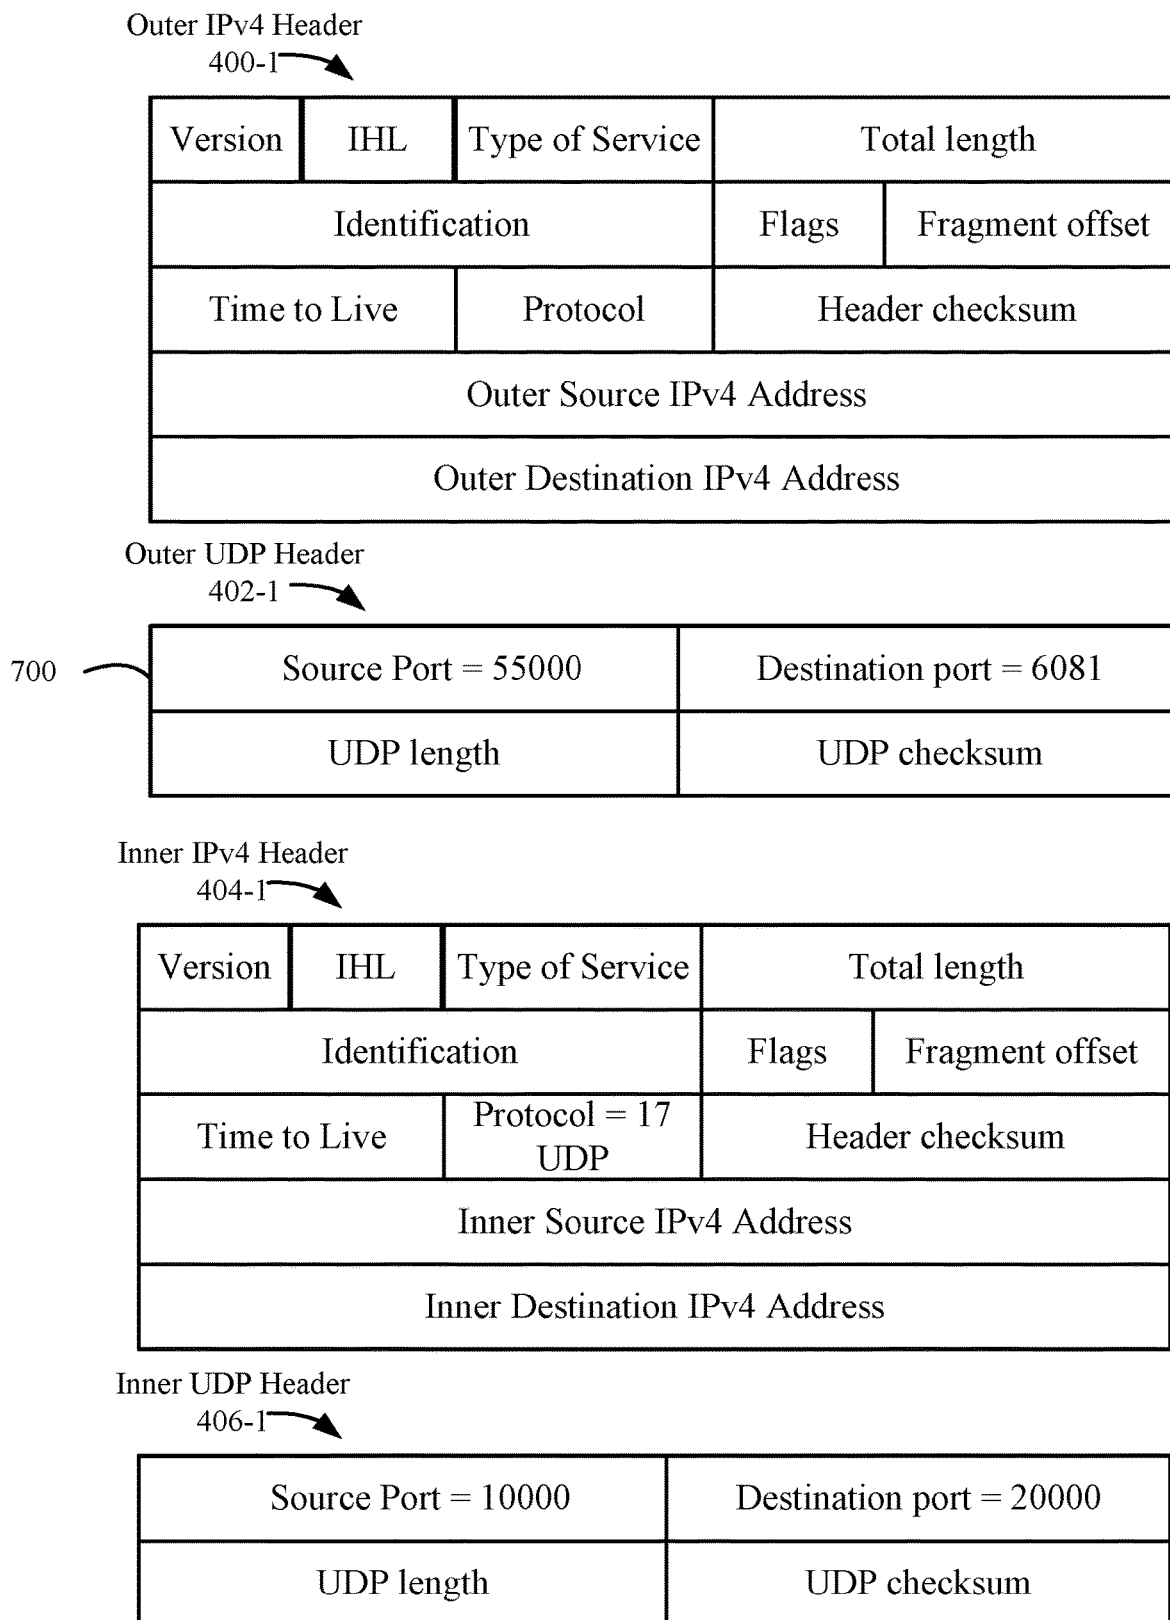 Outer IPv4 Header
400-1
Version IHL Type of Service Total length
Identification Flags Fragment offset
Time to Live Protocol Header checksum
Outer Source IPv4 Address
Outer Destination IPv4 Address
Outer UDP Header
402-1
700 Source Port = 55000 Destination port = 6081
UDP length UDP checksum
Inner IPv4 Header
404-1
Version IHL Type of Service Total length
Identification Flags Fragment offset
Time to Live Protocol = 17 UDP Header checksum
Inner Source IPv4 Address
Inner Destination IPv4 Address
Inner UDP Header
406-1
Source Port = 10000 Destination port = 20000
UDP length UDP checksum